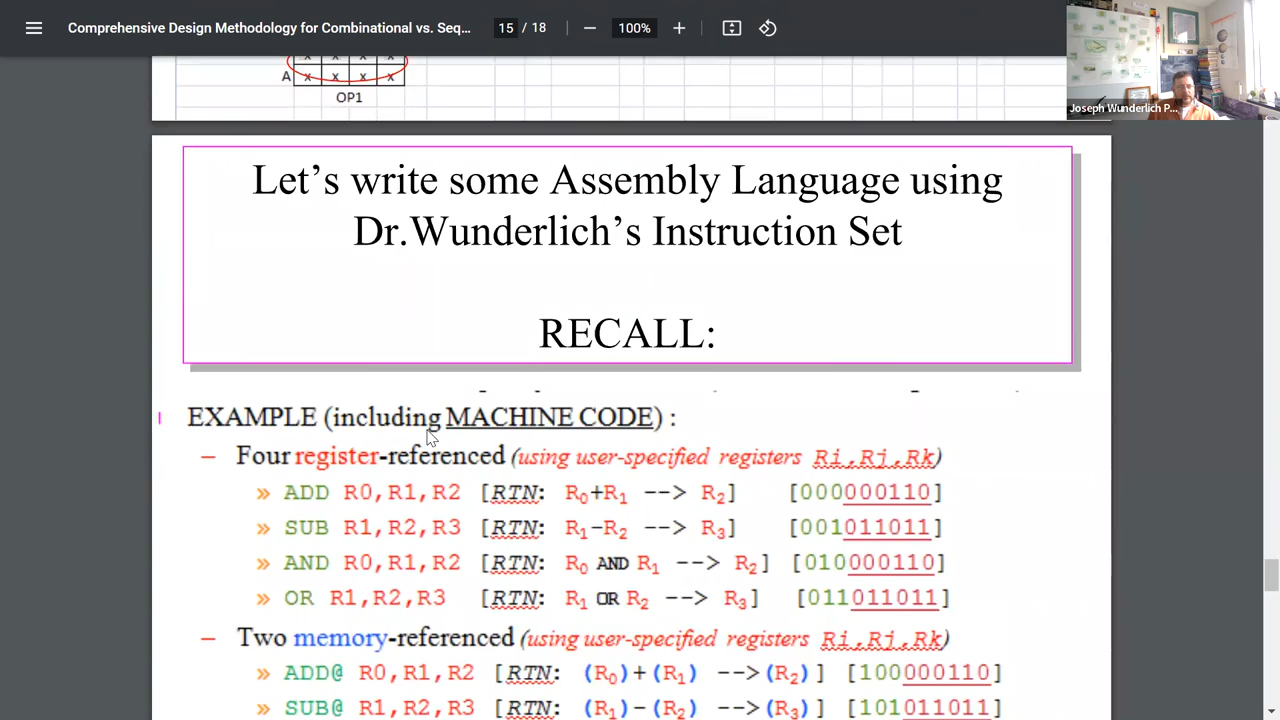 Comprehensive Design Methodology for Combinational vs. Seq...
15 / 18
100%
Joseph Wunderlich P...
A x x x x
OP1
Let's write some Assembly Language using
Dr.Wunderlich's Instruction Set
RECALL:
EXAMPLE (including MACHINE CODE) :
– Four register-referenced (using user-specified registers Ri,Rj,Rk)
» ADD R0,R1,R2 [RTN: R0+R1 --> R2] [000000110]
» SUB R1,R2,R3 [RTN: R1-R2 --> R3] [001011011]
» AND R0,R1,R2 [RTN: R0 AND R1 --> R2] [010000110]
» OR R1,R2,R3 [RTN: R1 OR R2 --> R3] [011011011]
– Two memory-referenced (using user-specified registers Ri,Rj,Rk)
» ADD@ R0,R1,R2 [RTN: (R0)+(R1) -->(R2)] [100000110]
» SUB@ R1,R2,R3 [RTN: (R1)-(R2) -->(R3)] [101011011]